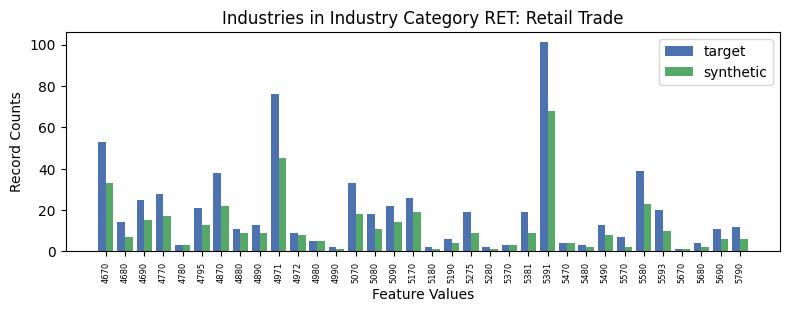 Industries in Industry Category RET: Retail Trade
target
synthetic
Record Counts
100
80
60
40
20
0
4670 4680 4690 4770 4780 4795 4870 4880 4890 4971 4972 4980 4990 5070 5080 5090 5170 5180 5190 5275 5280 5370 5381 5391 5470 5480 5490 5570 5580 5593 5670 5680 5690 5790
Feature Values